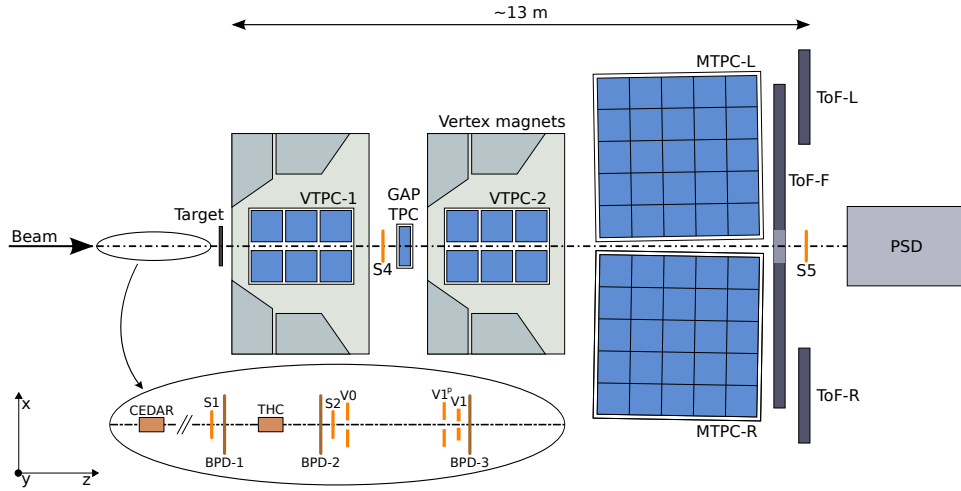 ~13 m
MTPC-L
ToF-L
Vertex magnets
ToF-F
VTPC-1
GAP
TPC
VTPC-2
Target
Beam
S4
S5
PSD
x
y
z
CEDAR
S1
THC
S2
V0
V1ᵖ
V1
BPD-1
BPD-2
BPD-3
MTPC-R
ToF-R